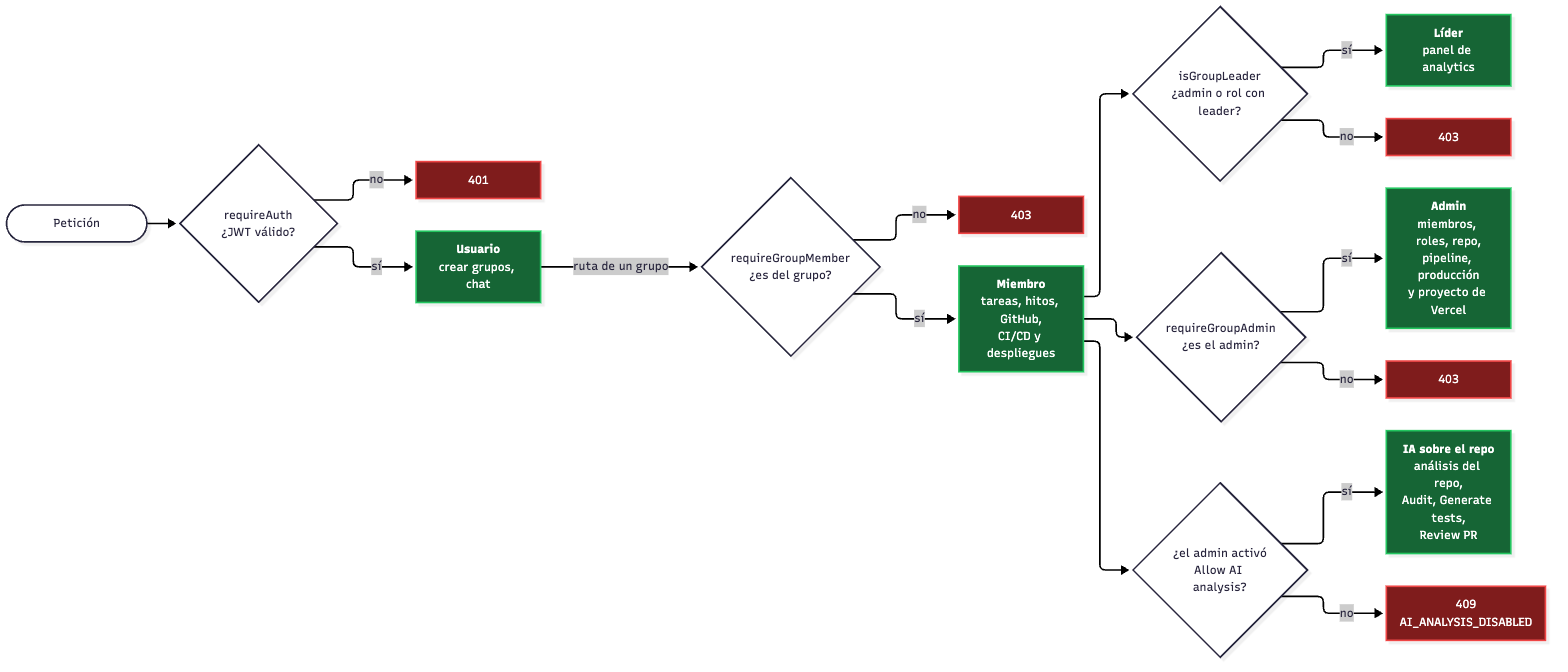 Petición
requireAuth
¿JWT válido?
no
401
sí
Usuario
crear grupos,
chat
ruta de un grupo
requireGroupMember
¿es del grupo?
no
403
sí
Miembro
tareas, hitos,
GitHub,
CI/CD y
despliegues
isGroupLeader
¿admin o rol con
leader?
sí
Líder
panel de
analytics
no
403
requireGroupAdmin
¿es el admin?
sí
Admin
miembros,
roles, repo,
pipeline,
producción
y proyecto de
Vercel
no
403
¿el admin activó
Allow AI
analysis?
sí
IA sobre el repo
análisis del
repo,
Audit, Generate
tests,
Review PR
no
409
AI_ANALYSIS_DISABLED